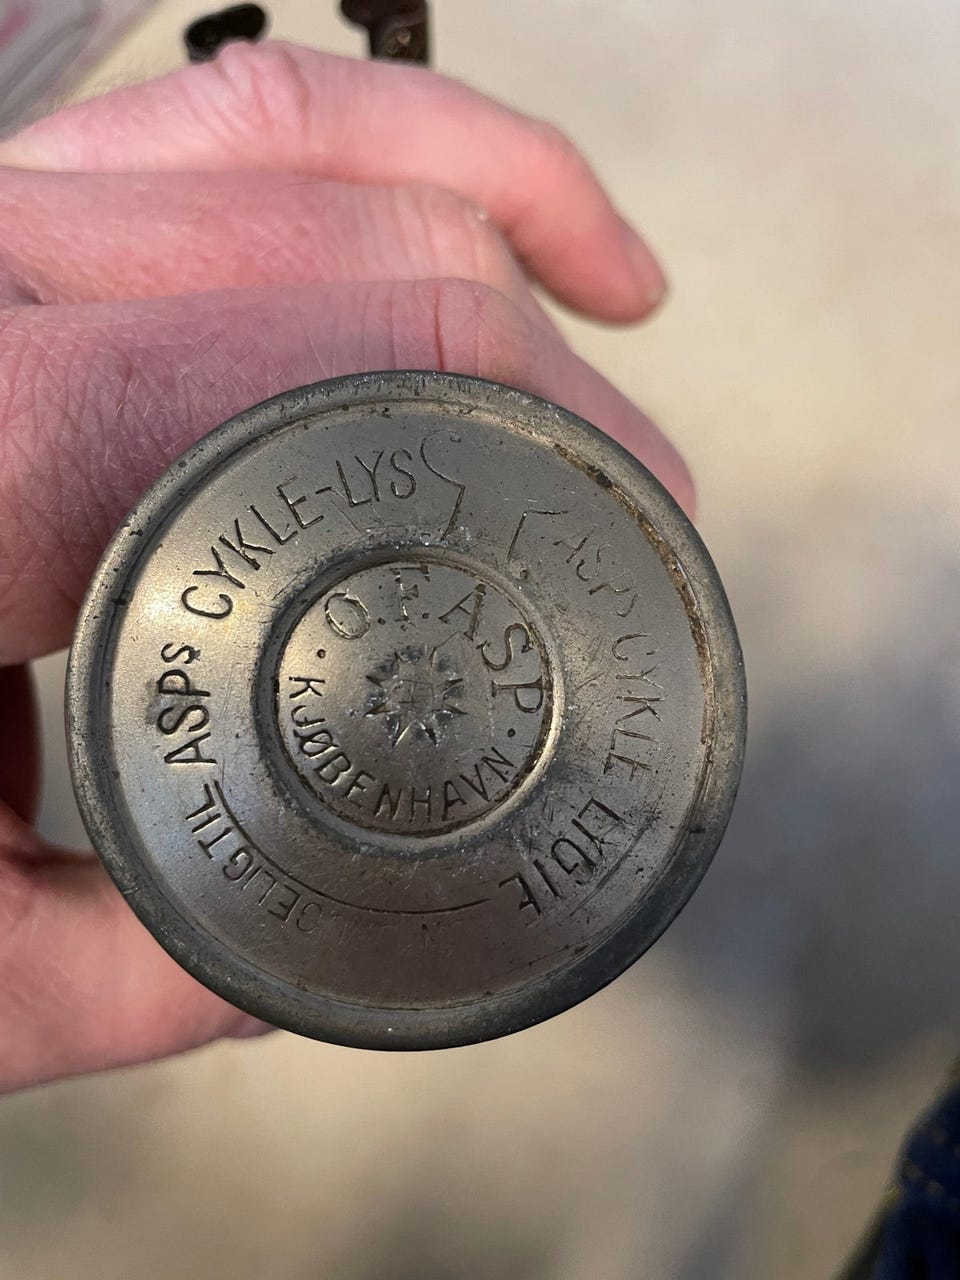 O.F.ASP.
KJØBENHAVN
ASPs CYKLE LYGTE
TIL ASPs CYKLE-LYS